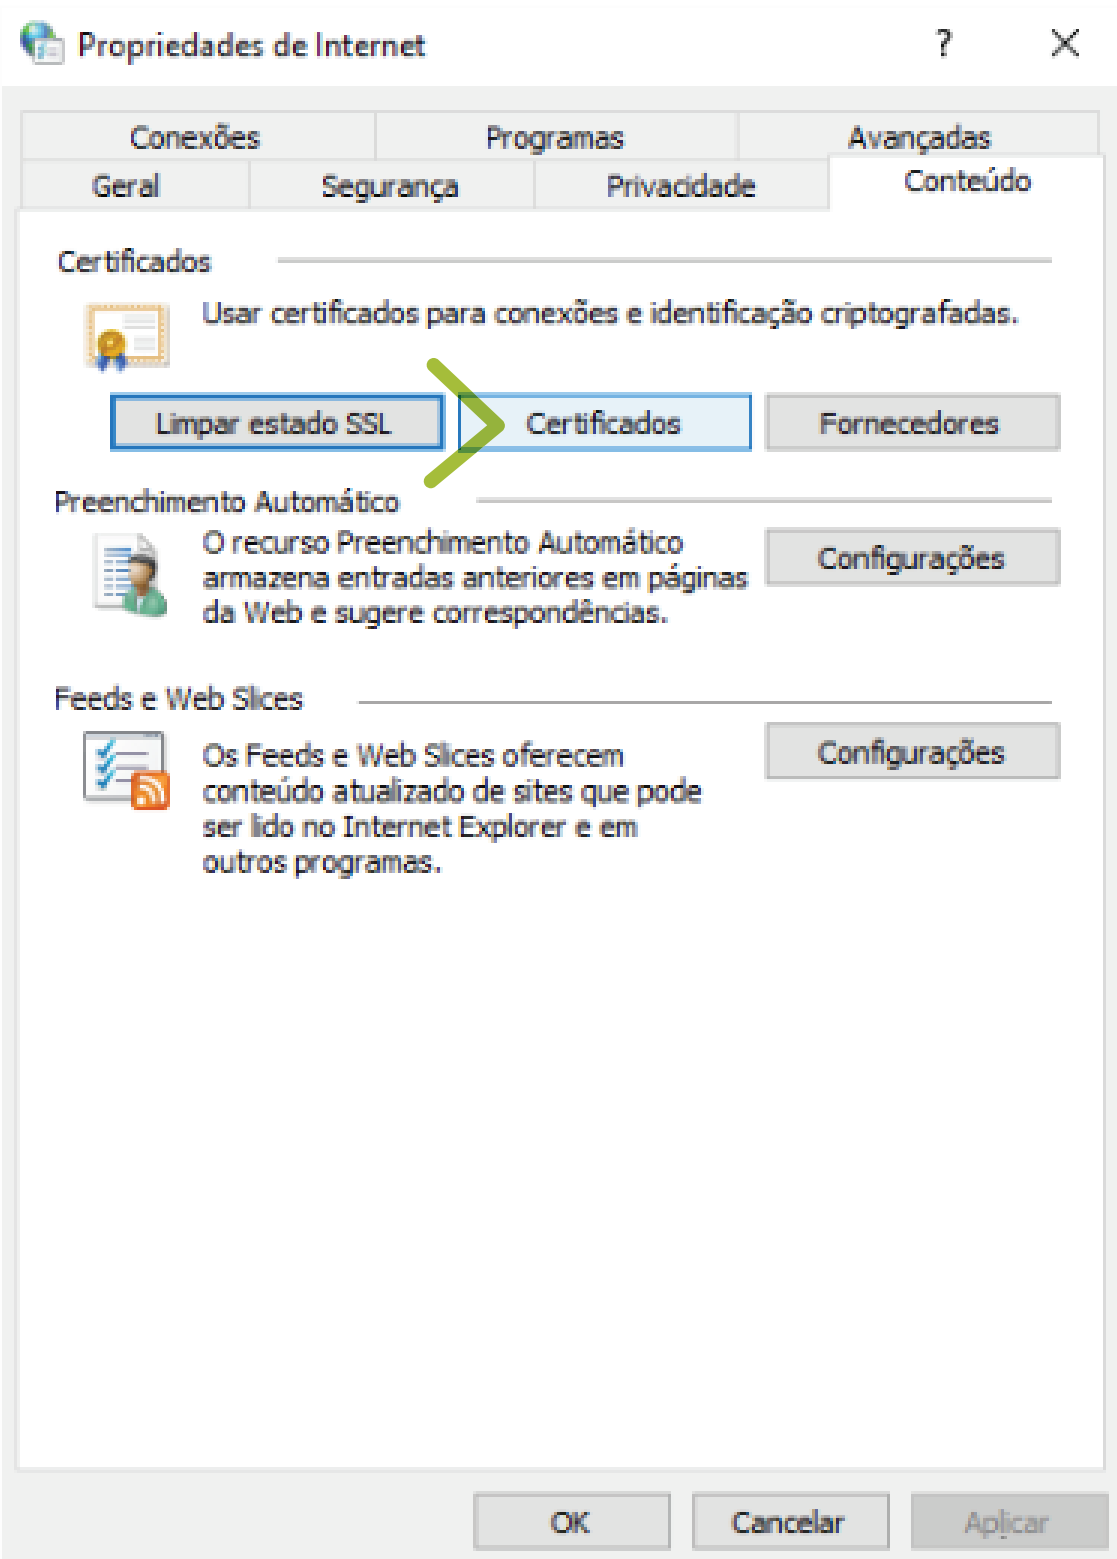 Propriedades de Internet ?
Conexões Programas Avançadas
Geral Segurança Privacidade Conteúdo
Certificados
Usar certificados para conexões e identificação criptografadas.
Limpar estado SSL Certificados Fornecedores
Preenchimento Automático
O recurso Preenchimento Automático
armazena entradas anteriores em páginas
da Web e sugere correspondências.
Configurações
Feeds e Web Slices
Os Feeds e Web Slices oferecem
conteúdo atualizado de sites que pode
ser lido no Internet Explorer e em
outros programas.
Configurações
OK Cancelar Aplicar